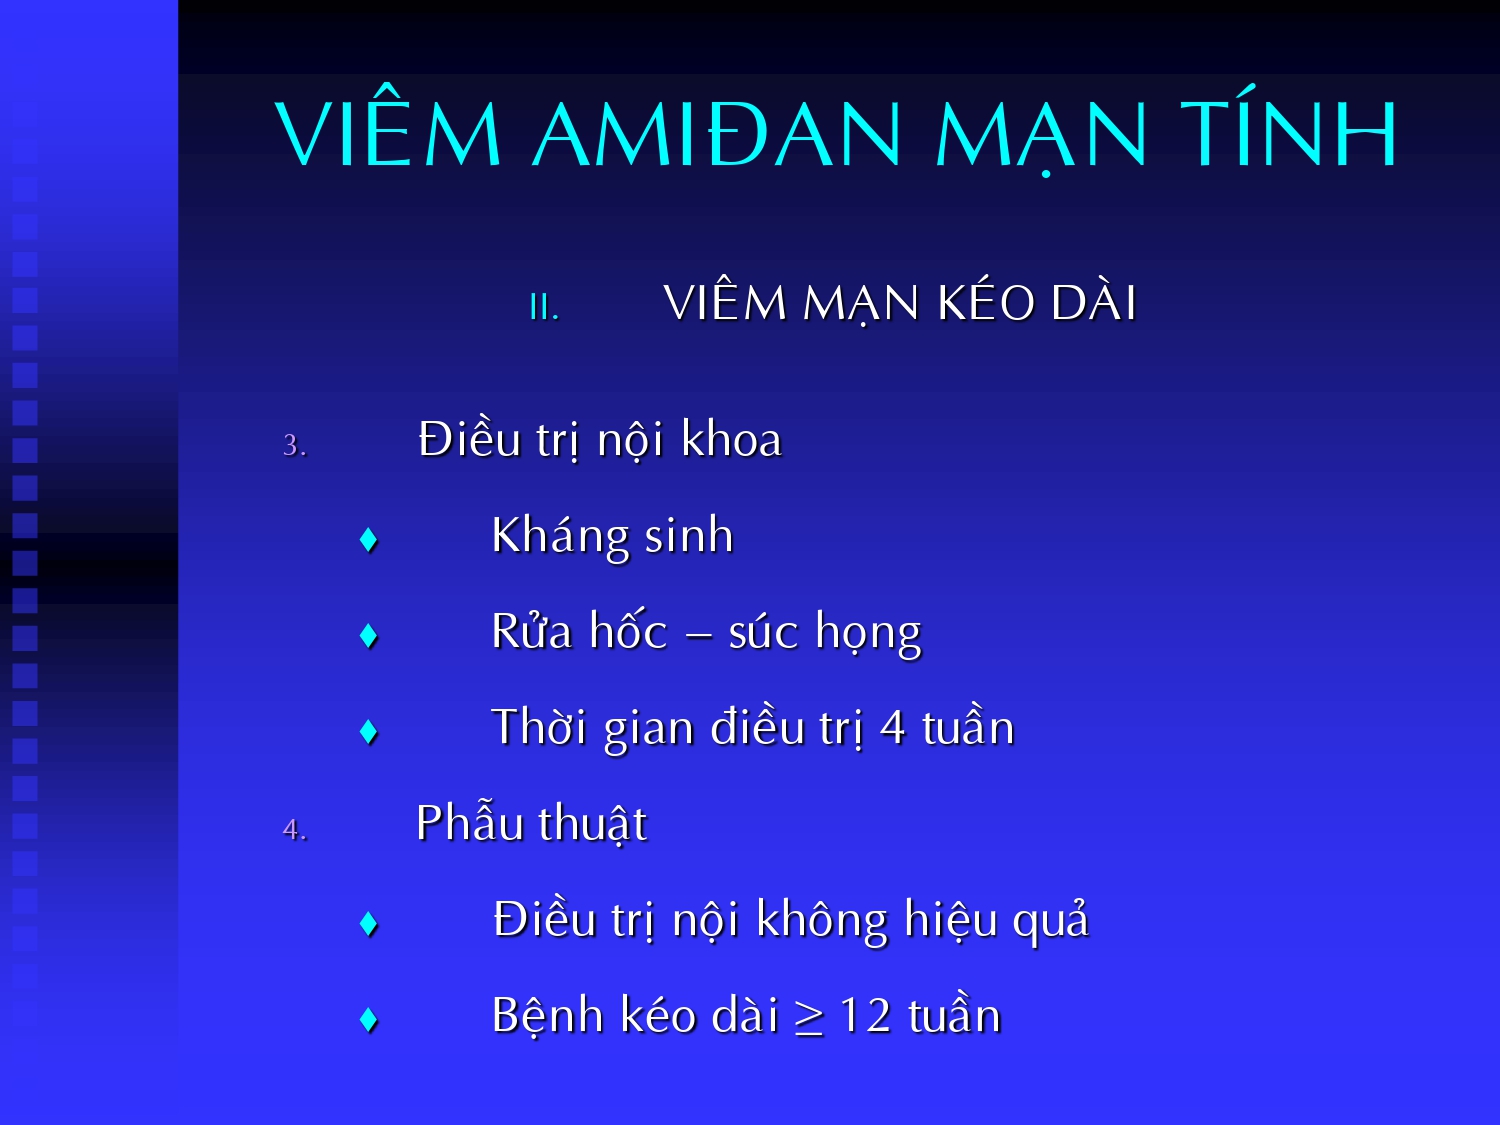 VIÊM AMIĐAN MẠN TÍNH
II. VIÊM MẠN KÉO DÀI
3. Điều trị nội khoa
♦ Kháng sinh
♦ Rửa hốc – súc họng
♦ Thời gian điều trị 4 tuần
4. Phẫu thuật
♦ Điều trị nội không hiệu quả
♦ Bệnh kéo dài ≥ 12 tuần